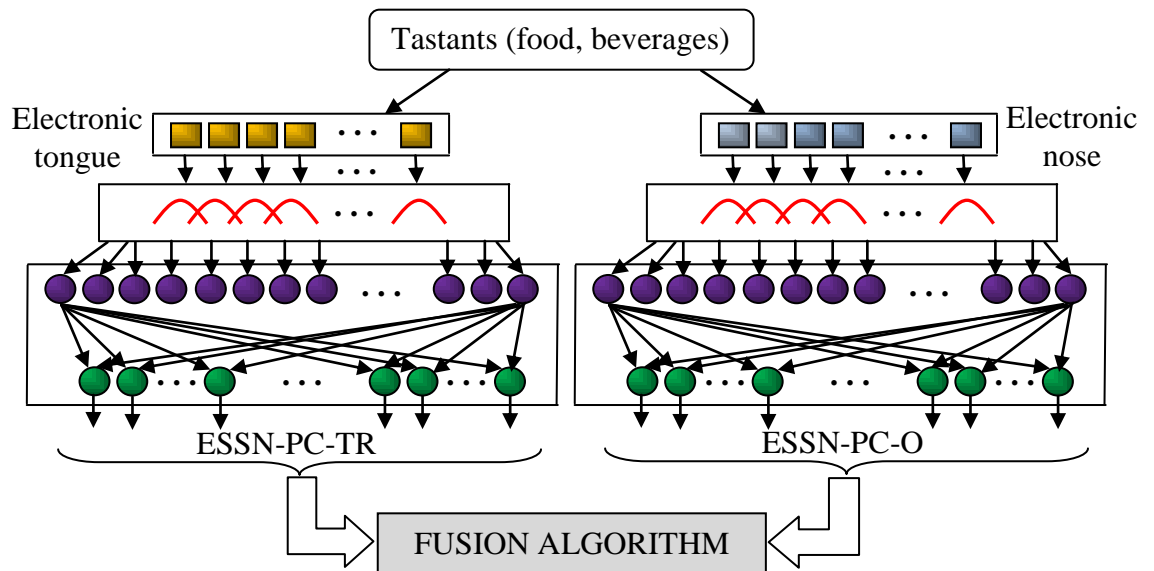 Tastants (food, beverages)
Electronic
tongue
Electronic
nose
ESSN-PC-TR
ESSN-PC-O
FUSION ALGORITHM